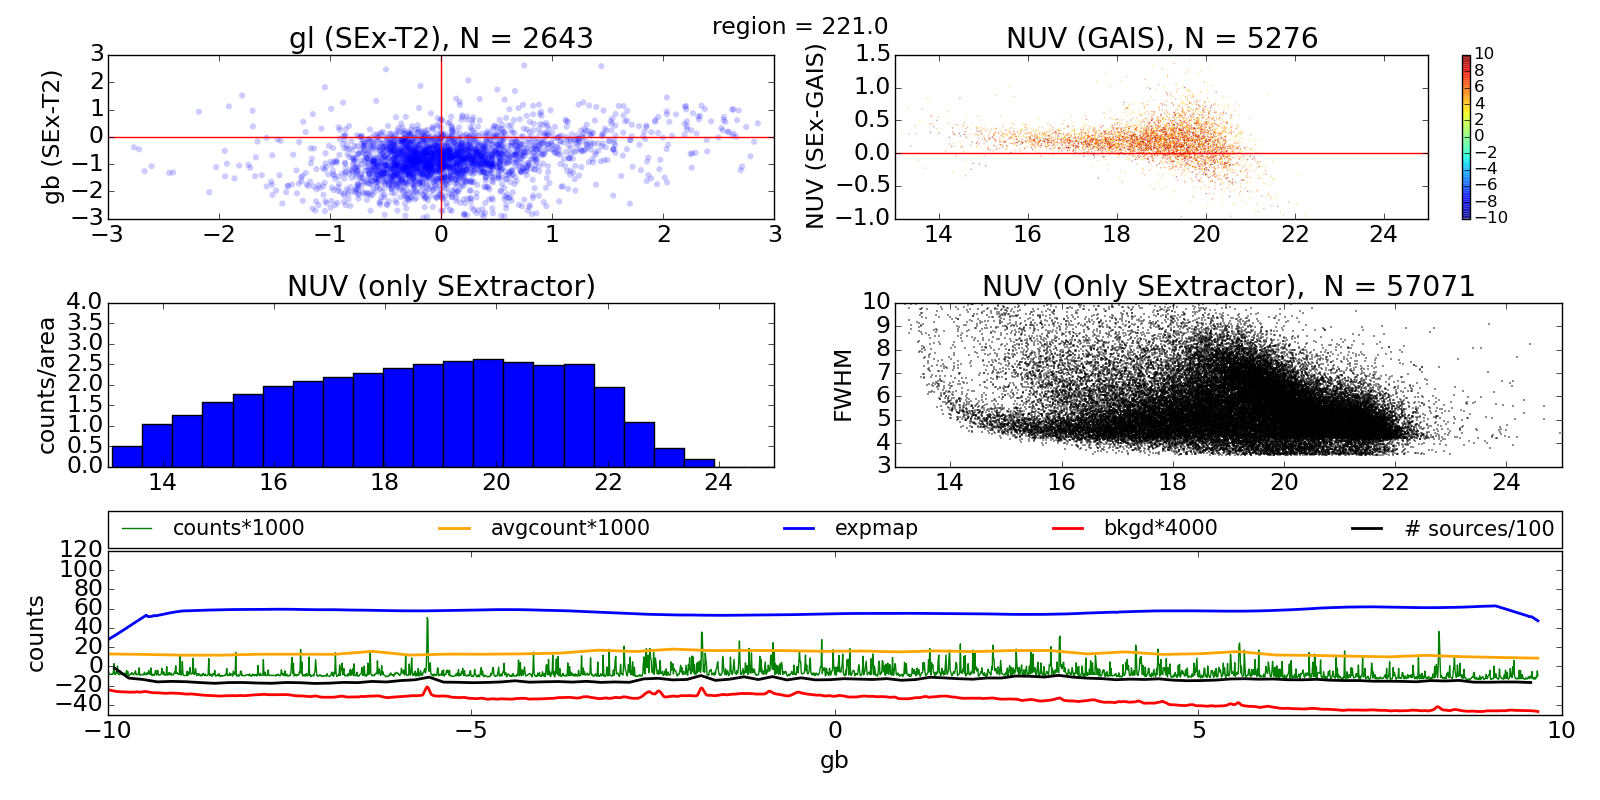 region = 221.0
gl (SEx-T2), N = 2643
gb (SEx-T2)
3
2
1
0
−1
−2
−3
−3 −2 −1 0 1 2 3
NUV (GAIS), N = 5276
NUV (SEx-GAIS)
1.5
1.0
0.5
0.0
−0.5
−1.0
14 16 18 20 22 24
10
8
6
4
2
0
−2
−4
−6
−8
−10
NUV (only SExtractor)
counts/area
4.0
3.5
3.0
2.5
2.0
1.5
1.0
0.5
0.0
14 16 18 20 22 24
NUV (Only SExtractor), N = 57071
FWHM
10
9
8
7
6
5
4
3
14 16 18 20 22 24
counts*1000 avgcount*1000 expmap bkgd*4000 # sources/100
counts
120
100
80
60
40
20
0
−20
−40
−10 −5 0 5 10
gb